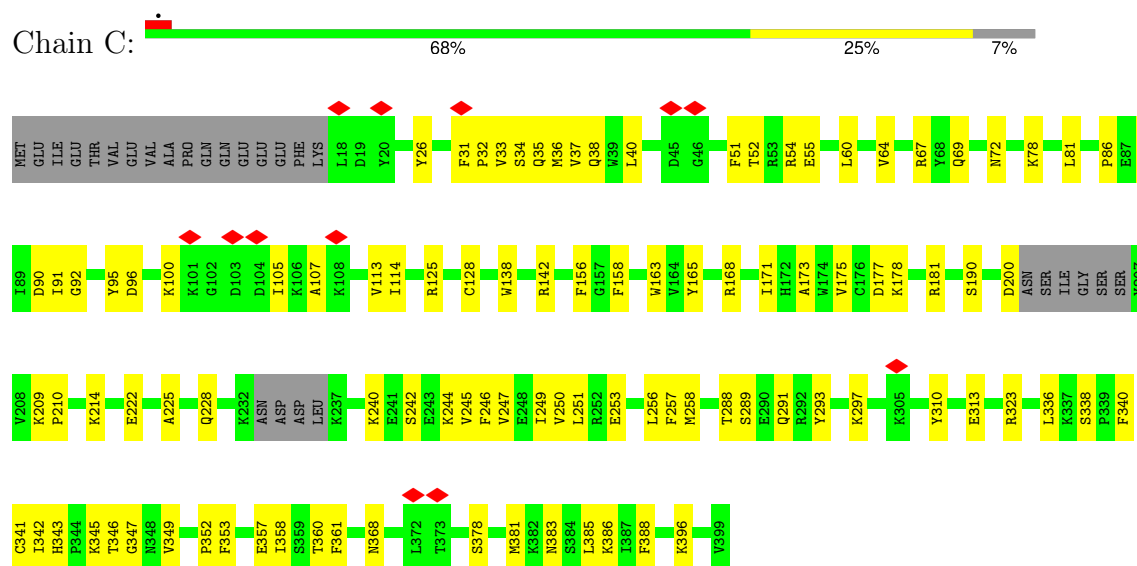 Chain C:
68% 25% 7%
MET GLU ILE GLU THR VAL GLU VAL VAL ALA PRO GLN GLN GLU GLU GLU PHE LYS L18 D19 Y20 Y26 F31 P32 V33 S34 Q35 M36 V37 Q38 W39 L40 D45 G46 F51 T52 R53 R54 E55 L60 V64 R67 Y68 Q69 N72 K78 L81 P86 E87
I89 D90 I91 G92 Y95 D96 K100 K101 G102 D103 D104 I105 K106 A107 K108 V113 I114 R125 C128 W138 R142 F156 G157 F158 W163 V164 Y165 R168 I171 H172 A173 W174 V175 C176 D177 K178 R181 S190 D200 ASN SER ILE GLY SER SER
V208 K209 P210 K214 E222 A225 Q228 K232 ASN ASP ASP LEU K237 K240 E241 S242 E243 K244 V245 F246 V247 E248 I249 V250 L251 R252 E253 L256 F257 M258 T288 S289 E290 Q291 R292 Y293 K297 K305 Y310 E313 R323 L336 K337 S338 P339 F340
C341 I342 H343 P344 K345 T346 G347 N348 V349 P352 F353 E357 I358 S359 T360 F361 N368 L372 T373 S378 M381 K382 N383 S384 L385 K386 I387 F388 K396 V399